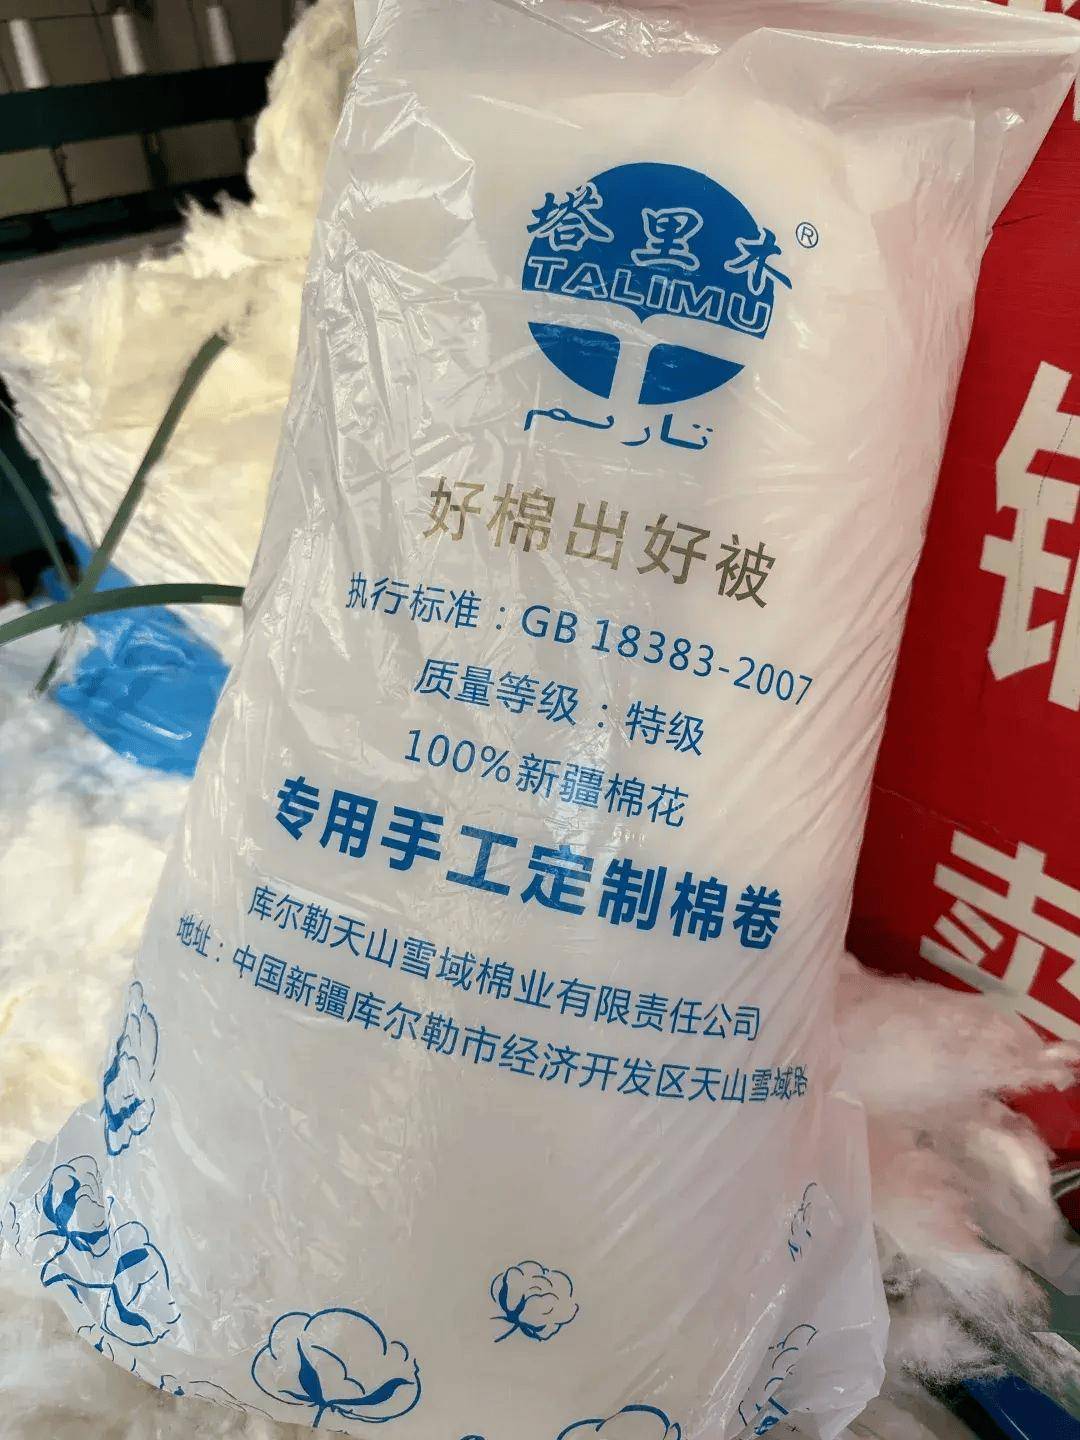 塔里木®
TALIMU
تارىم
好棉出好被
执行标准：GB 18383-2007
质量等级：特级
100%新疆棉花
专用手工定制棉卷
库尔勒天山雪域棉业有限责任公司
地址：中国新疆库尔勒市经济开发区天山雪域路
泰